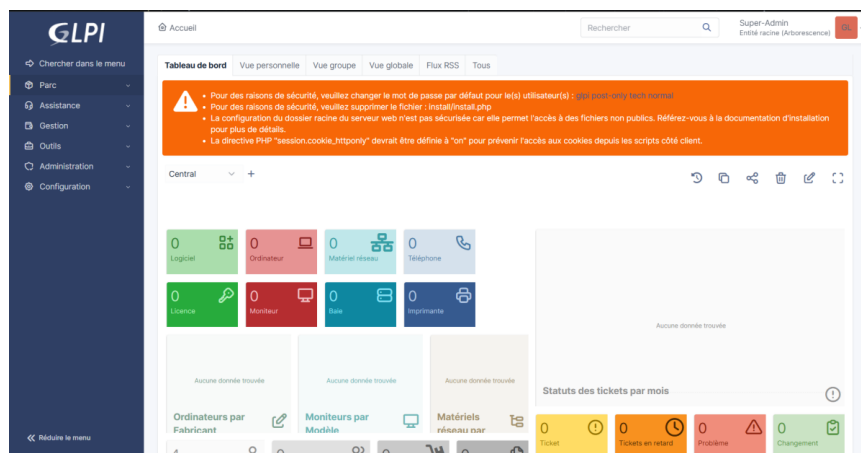 GLPI
Accueil
Rechercher
Super-Admin
Entité racine (Arborescence)
GL
Chercher dans le menu
Parc
Assistance
Gestion
Outils
Administration
Configuration
Réduire le menu
Tableau de bord Vue personnelle Vue groupe Vue globale Flux RSS Tous
Pour des raisons de sécurité, veuillez changer le mot de passe par défaut pour le(s) utilisateur(s) : glpi post-only tech normal
Pour des raisons de sécurité, veuillez supprimer le fichier : install/install.php
La configuration du dossier racine du serveur web n'est pas sécurisée car elle permet l'accès à des fichiers non publics. Référez-vous à la documentation d'installation
pour plus de détails.
La directive PHP "session.cookie_httponly" devrait être définie à "on" pour prévenir l'accès aux cookies depuis les scripts côté client.
Central
0 0 0 0
Logiciel Ordinateur Matériel réseau Téléphone
0 0 0 0
Licence Moniteur Baie Imprimante
Aucune donnée trouvée
Aucune donnée trouvée Aucune donnée trouvée Aucune donnée trouvée
Statuts des tickets par mois
Ordinateurs par Moniteurs par Matériels
Fabricant Modèle réseau par
0 0 0 0
Ticket Tickets en retard Problème Changement